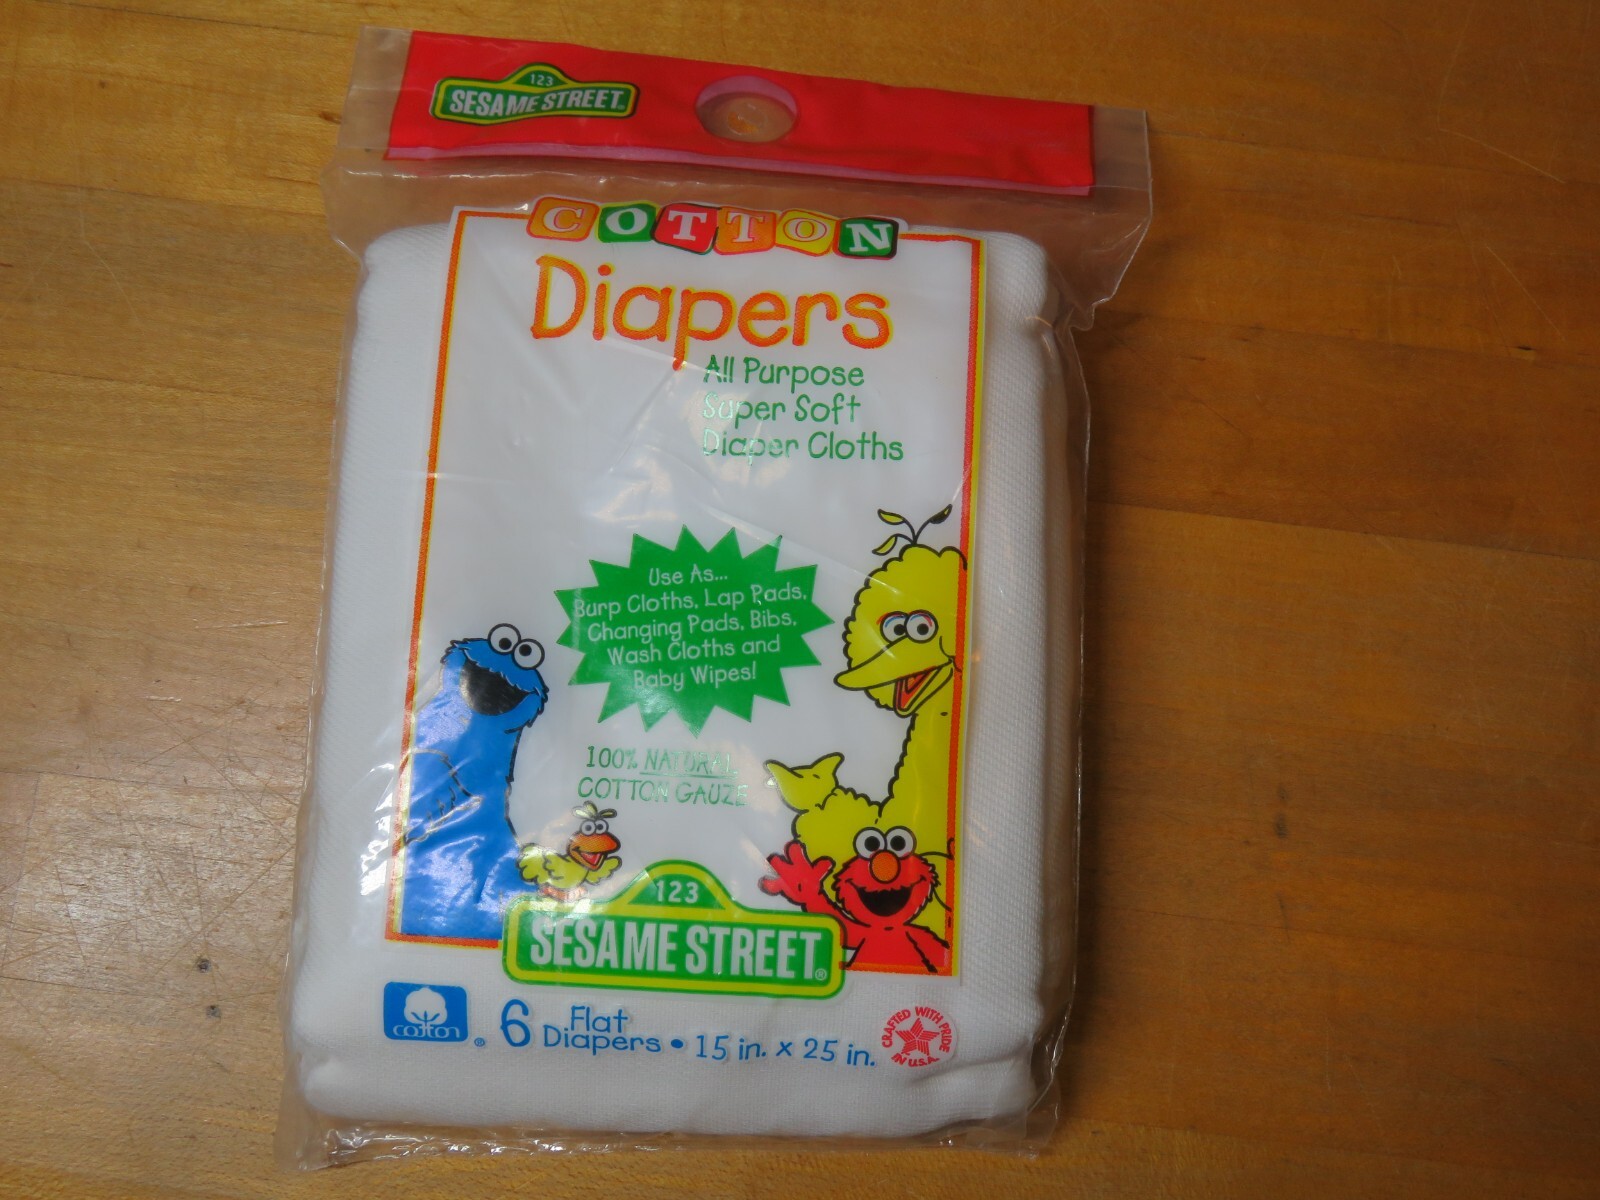 123
SESAME STREET
COTTON
Diapers
All Purpose
Super Soft
Diaper Cloths
Use As...
Burp Cloths, Lap Pads,
Changing Pads, Bibs,
Wash Cloths and
Baby Wipes!
100% NATURAL
COTTON GAUZE
123
SESAME STREET®
cotton ®
6 Flat Diapers • 15 in. x 25 in.
CRAFTED WITH PRIDE
IN U.S.A.